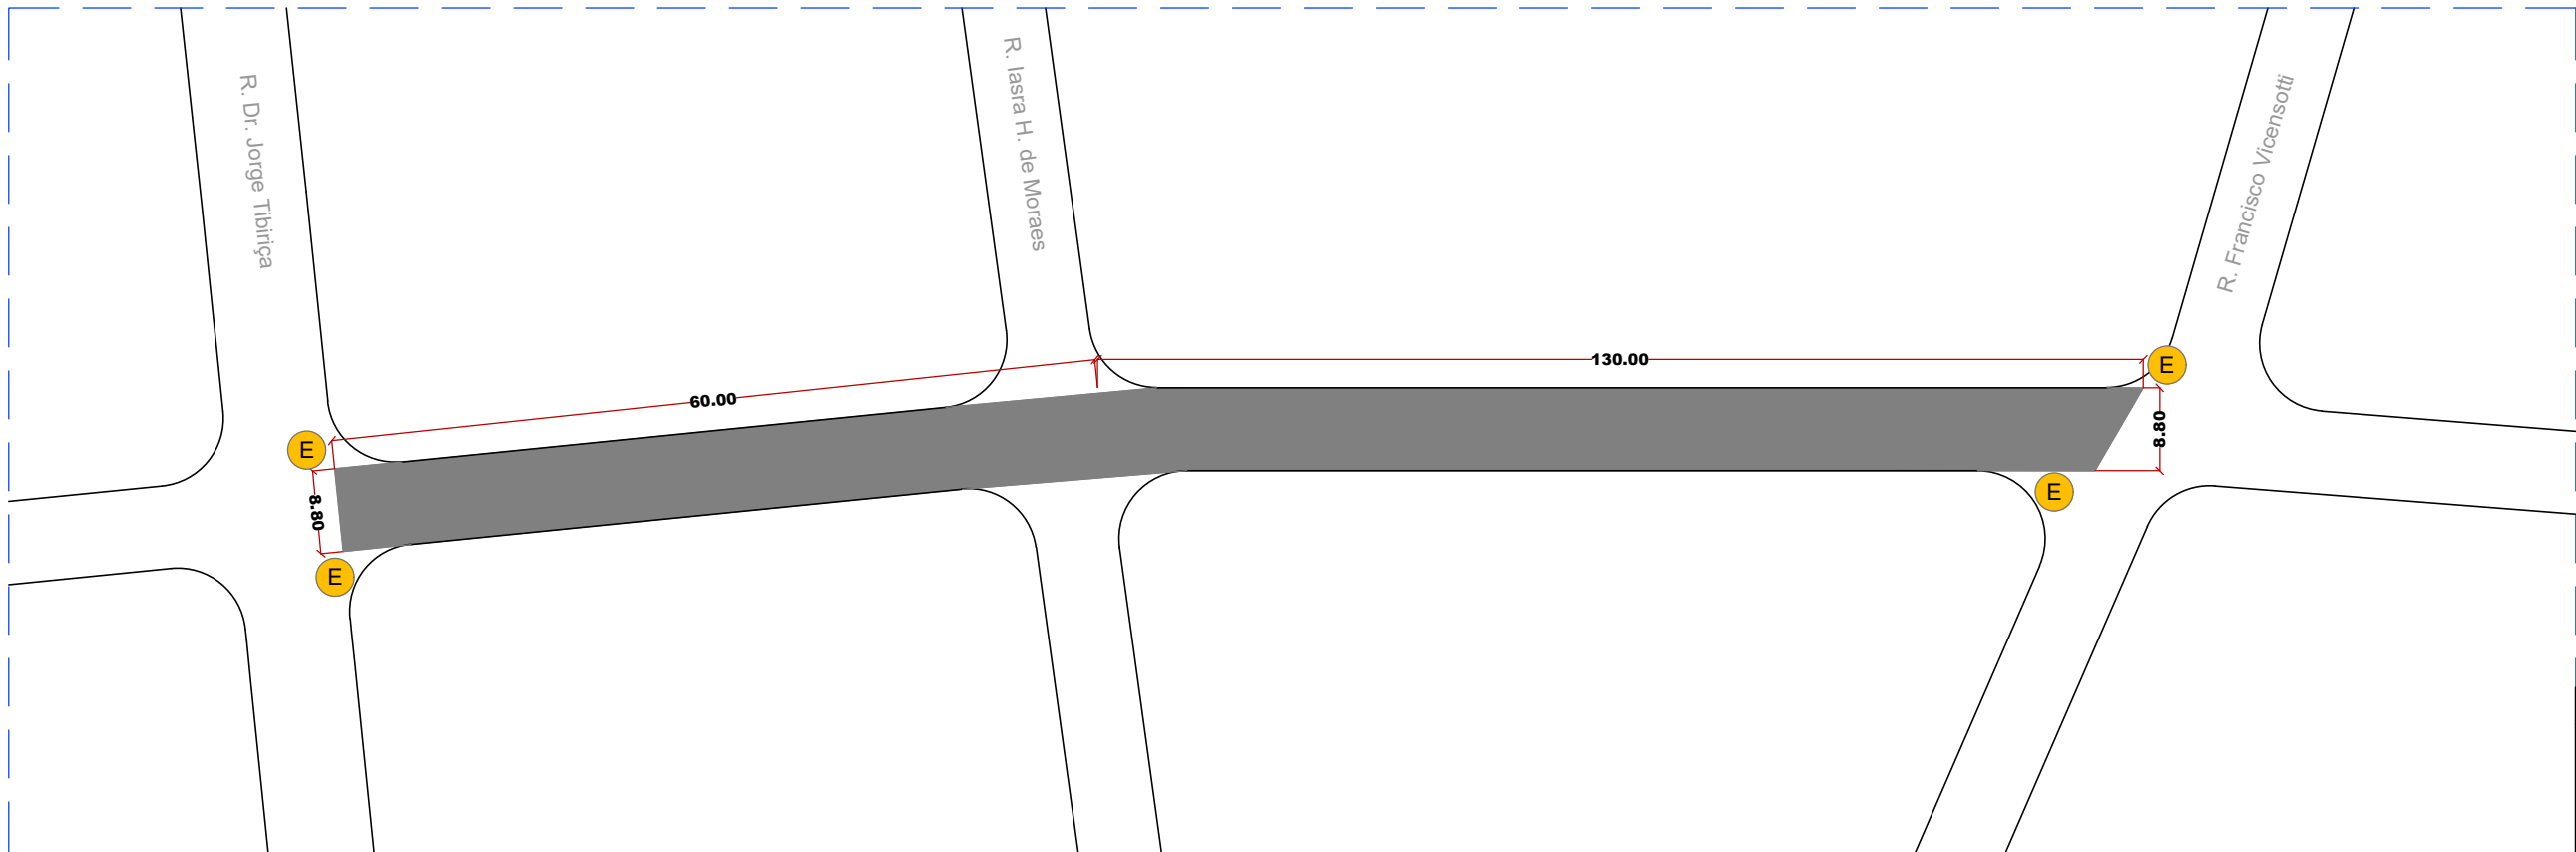 R. Dr. Jorge Tibiriça
R. Iasra H. de Moraes
R. Francisco Vicensotti
60.00
130.00
E
8.80
E
8.80
E
E